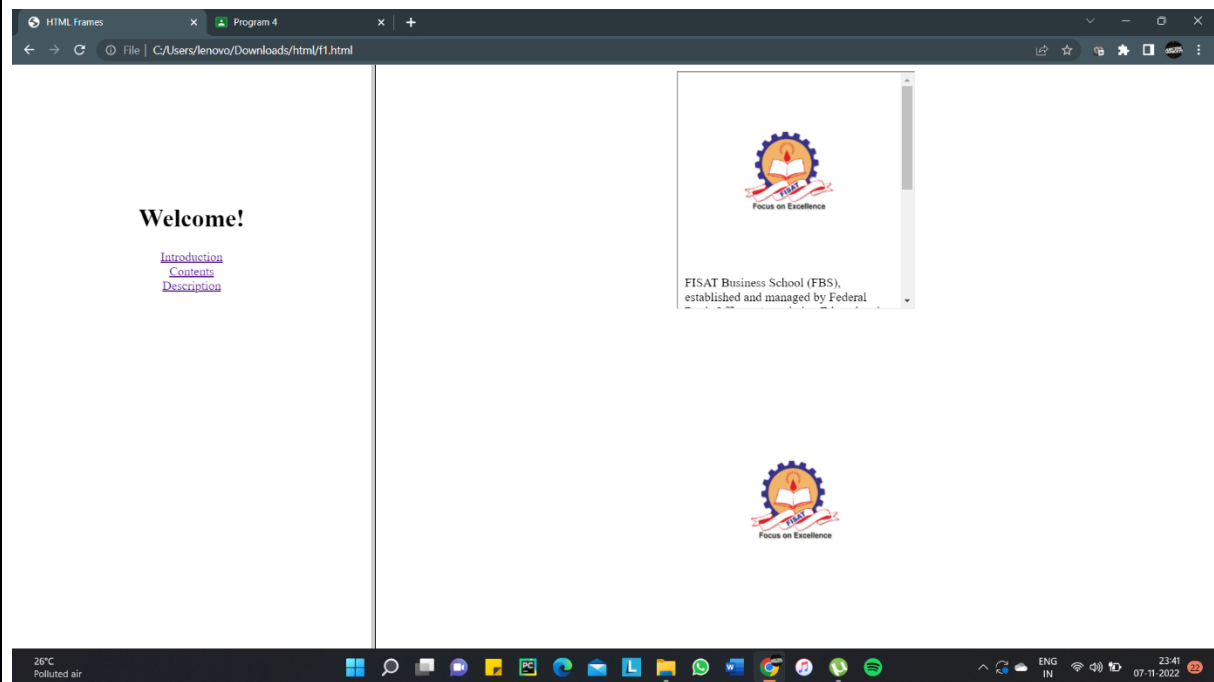 HTML Frames
Program 4
File | C:/Users/lenovo/Downloads/html/f1.html
Welcome!
Introduction
Contents
Description
FISAT
Focus on Excellence
FISAT Business School (FBS),
established and managed by Federal
FISAT
Focus on Excellence
26°C
Polluted air
PC
L
W
ENG
IN
23:41
07-11-2022
22